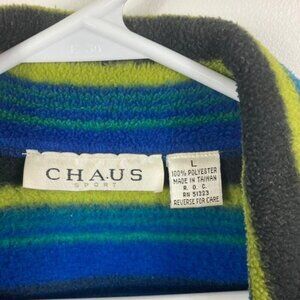 CHAUS
SPORT
L
100% POLYESTER
MADE IN TAIWAN
R. O. C.
RN 51323
REVERSE FOR CARE